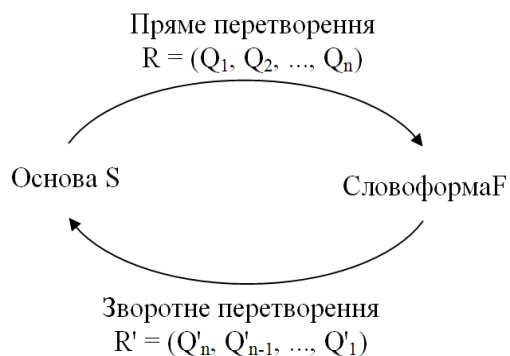 Пряме перетворення
R = (Q₁, Q₂, ..., Qₙ)
Основа S
СловоформаF
Зворотне перетворення
R' = (Q'ₙ, Q'ₙ₋₁, ..., Q'₁)